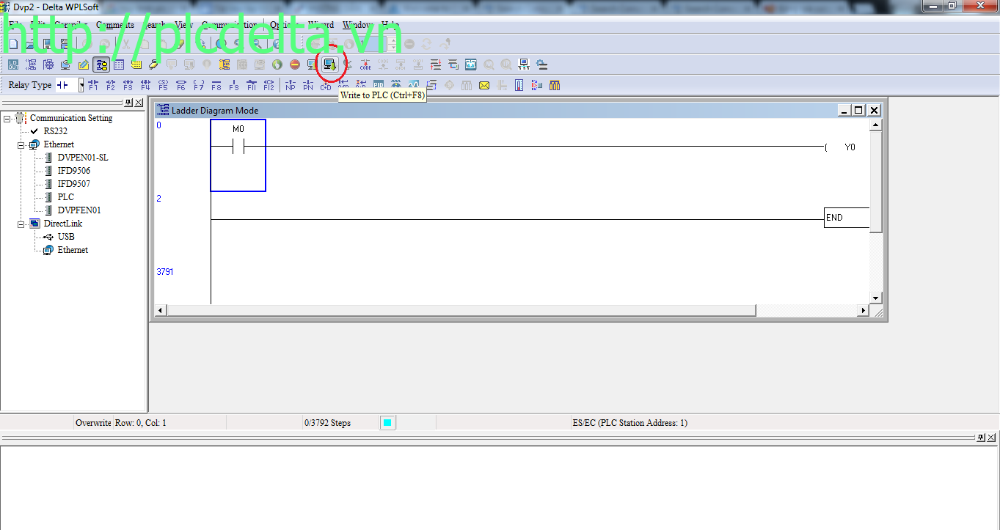 Dvp2 - Delta WPLSoft
File Edit Compiler Comments Search View Communication Options Wizard Window Help
http://plcdelta.vn
Relay Type
F1 F2 F3 F4 F5 F6 F7 F8 F9 F11 F12 NP PN
Write to PLC (Ctrl+F8)
Communication Setting
RS232
Ethernet
DVPEN01-SL
IFD9506
IFD9507
PLC
DVPFEN01
DirectLink
USB
Ethernet
Ladder Diagram Mode
0
M0
Y0
2
END
3791
Overwrite Row: 0, Col: 1 0/3792 Steps ES/EC (PLC Station Address: 1)